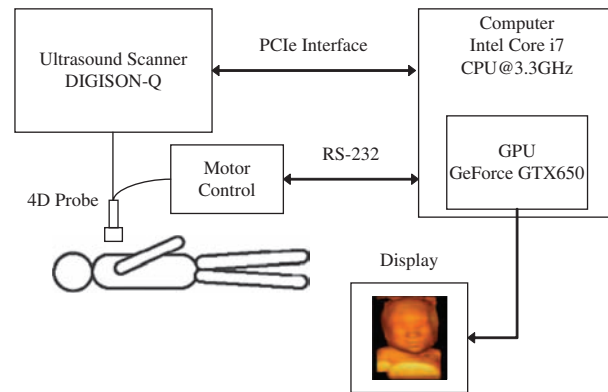 Ultrasound Scanner
DIGISON-Q
PCIe Interface
Computer
Intel Core i7
CPU@3.3GHz
GPU
GeForce GTX650
Motor
Control
RS-232
4D Probe
Display